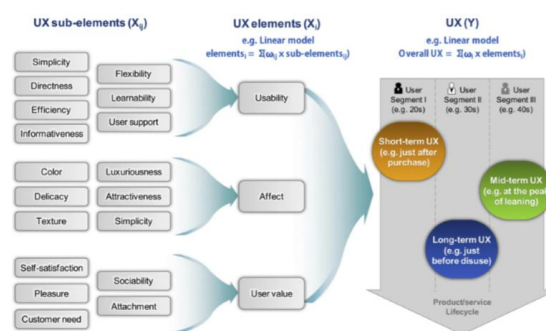 UX sub-elements (Xij)
Simplicity
Directness
Efficiency
Informativeness
Flexibility
Learnability
User support
Color
Delicacy
Texture
Luxuriousness
Attractiveness
Simplicity
Self-satisfaction
Pleasure
Customer need
Sociability
Attachment
UX elements (Xi)
e.g. Linear model
elementsi = Σ(ωij x sub-elementsij)
Usability
Affect
User value
UX (Y)
e.g. Linear model
Overall UX = Σ(ωi x elementsi)
User
Segment I
(e.g. 20s)
User
Segment II
(e.g. 30s)
User
Segment III
(e.g. 40s)
Short-term UX
(e.g. just after
purchase)
Mid-term UX
(e.g. at the peak
of leaning)
Long-term UX
(e.g. just
before disuse)
Product/service
Lifecycle